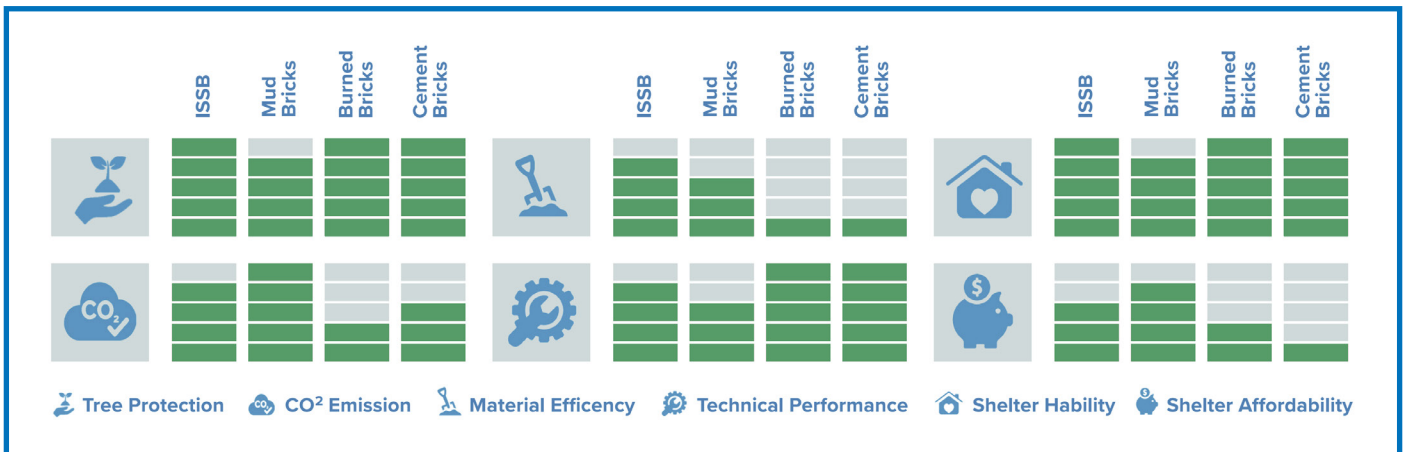 ISSB
Mud
Bricks
Burned
Bricks
Cement
Bricks
ISSB
Mud
Bricks
Burned
Bricks
Cement
Bricks
ISSB
Mud
Bricks
Burned
Bricks
Cement
Bricks
$
CO₂
Tree Protection
CO₂
CO² Emission
Material Efficency
Technical Performance
Shelter Hability
$
Shelter Affordability